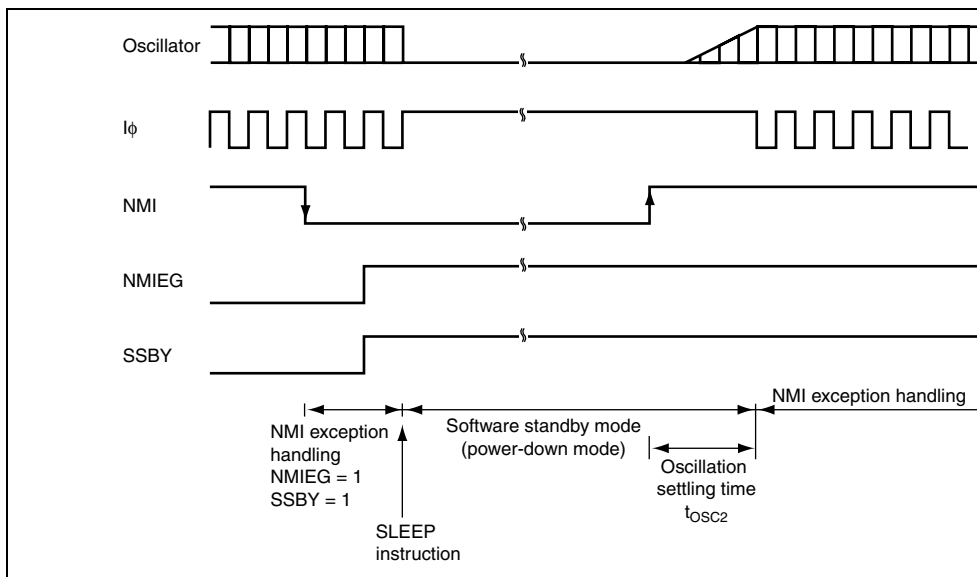 Oscillator
Iϕ
NMI
NMIEG
SSBY
NMI exception
handling
NMIEG = 1
SSBY = 1
Software standby mode
(power-down mode)
NMI exception handling
Oscillation
settling time
tOSC2
SLEEP
instruction